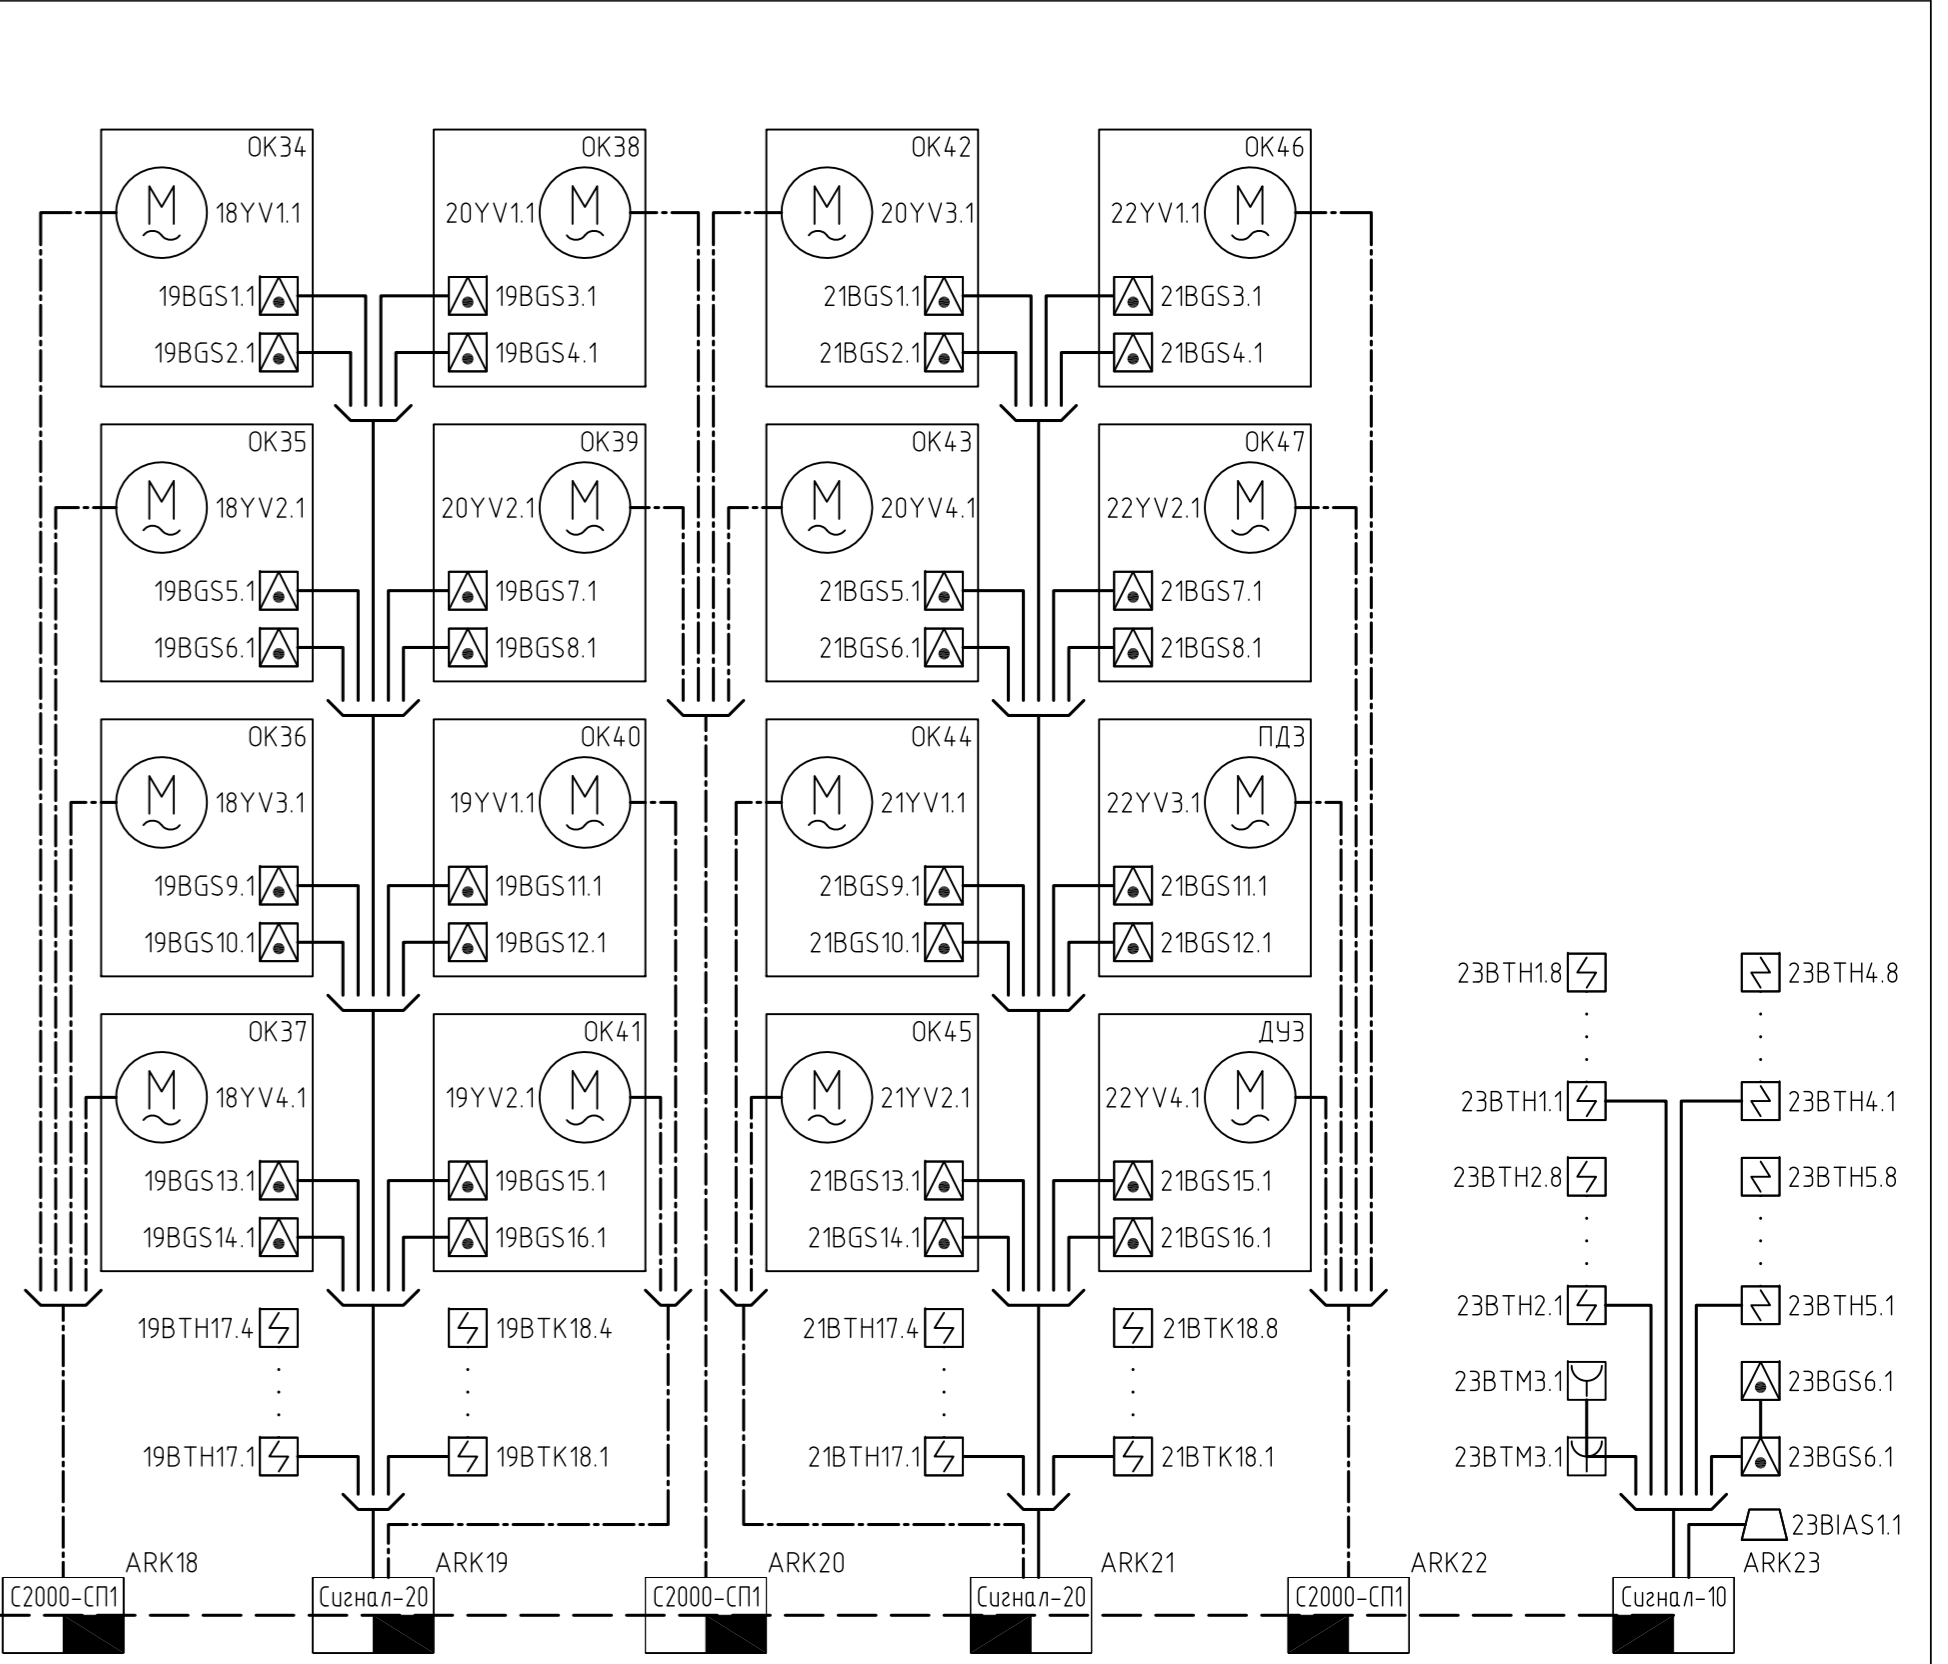 ОК34
ОК38
ОК42
ОК46
М
18YV1.1
20YV1.1
М
М
20YV3.1
22YV1.1
М
19BGS1.1
19BGS3.1
21BGS1.1
21BGS3.1
19BGS2.1
19BGS4.1
21BGS2.1
21BGS4.1
ОК35
ОК39
ОК43
ОК47
М
18YV2.1
20YV2.1
М
М
20YV4.1
22YV2.1
М
19BGS5.1
19BGS7.1
21BGS5.1
21BGS7.1
19BGS6.1
19BGS8.1
21BGS6.1
21BGS8.1
ОК36
ОК40
ОК44
ПД3
М
18YV3.1
19YV1.1
М
М
21YV1.1
22YV3.1
М
19BGS9.1
19BGS11.1
21BGS9.1
21BGS11.1
19BGS10.1
19BGS12.1
21BGS10.1
21BGS12.1
23BTH1.8
23BTH4.8
ОК37
ОК41
ОК45
ДУ3
М
18YV4.1
19YV2.1
М
М
21YV2.1
22YV4.1
М
23BTH1.1
23BTH4.1
19BGS13.1
19BGS15.1
21BGS13.1
21BGS15.1
23BTH2.8
23BTH5.8
19BGS14.1
19BGS16.1
21BGS14.1
21BGS16.1
23BTH2.1
23BTH5.1
19BTH17.4
19BTK18.4
21BTH17.4
21BTK18.8
23BTM3.1
23BGS6.1
19BTH17.1
19BTK18.1
21BTH17.1
21BTK18.1
23BTM3.1
23BGS6.1
23BIAS1.1
ARK18
ARK19
ARK20
ARK21
ARK22
ARK23
С2000-СП1
Сигнал-20
С2000-СП1
Сигнал-20
С2000-СП1
Сигнал-10